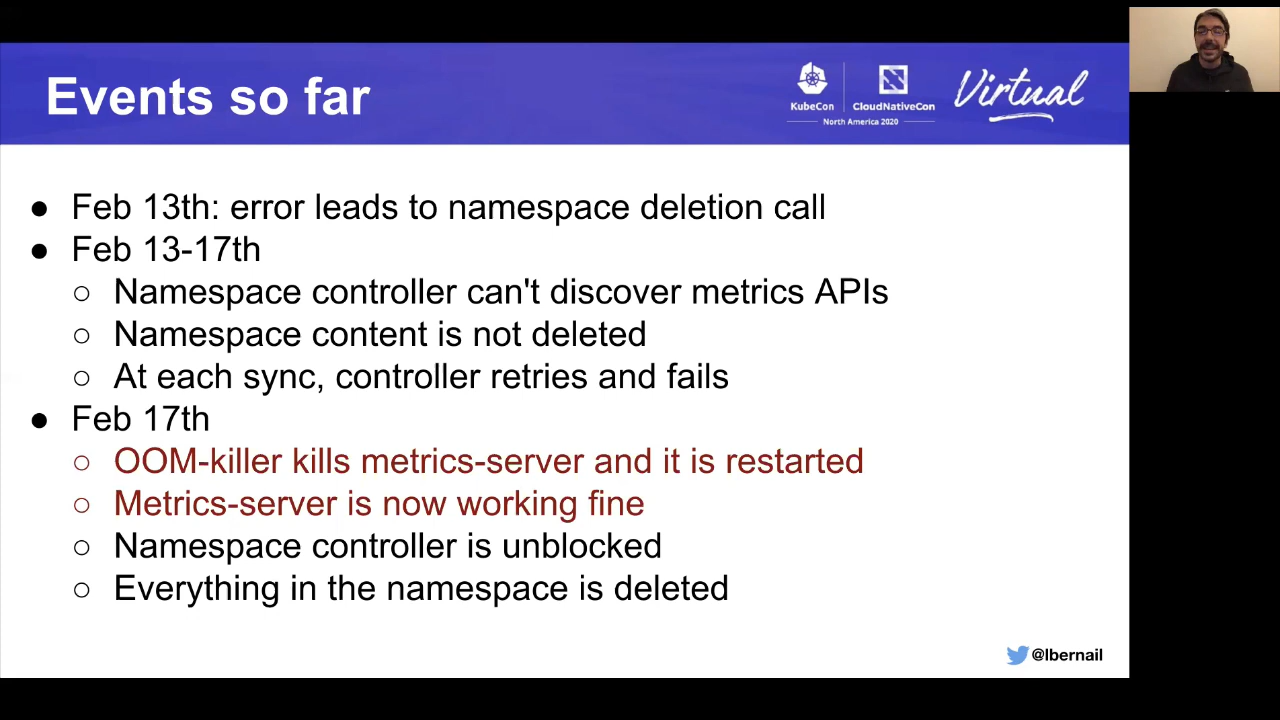 Events so far
KubeCon
CloudNativeCon
North America 2020
Virtual
● Feb 13th: error leads to namespace deletion call
● Feb 13-17th
○ Namespace controller can't discover metrics APIs
○ Namespace content is not deleted
○ At each sync, controller retries and fails
● Feb 17th
○ OOM-killer kills metrics-server and it is restarted
○ Metrics-server is now working fine
○ Namespace controller is unblocked
○ Everything in the namespace is deleted
@lbernail